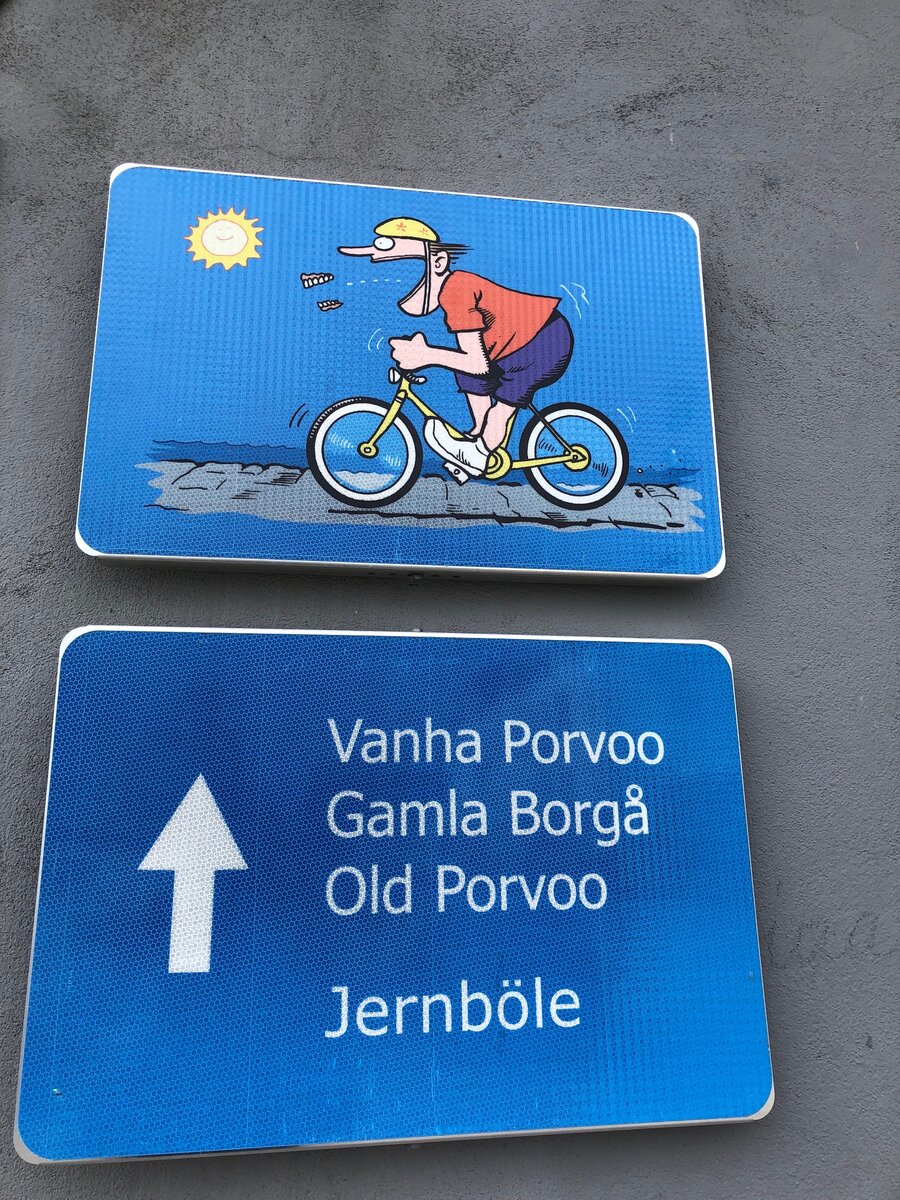 Vanha Porvoo
Gamla Borgå
Old Porvoo
Jernböle